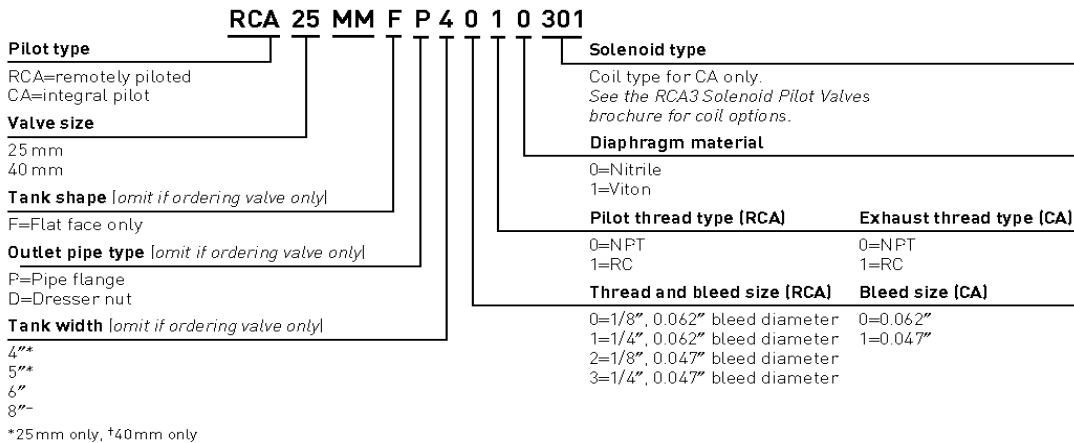 RCA 25 MM F P 4 0 1 0 301
Pilot type
RCA=remotely piloted
CA=integral pilot
Valve size
25 mm
40 mm
Tank shape [omit if ordering valve only]
F=Flat face only
Outlet pipe type [omit if ordering valve only]
P=Pipe flange
D=Dresser nut
Tank width [omit if ordering valve only]
4″*
5″*
6″
8″–
*25mm only, †40mm only
Solenoid type
Coil type for CA only.
See the RCA3 Solenoid Pilot Valves
brochure for coil options.
Diaphragm material
0=Nitrile
1=Viton
Pilot thread type (RCA)
0=NPT
1=RC
Exhaust thread type (CA)
0=NPT
1=RC
Thread and bleed size (RCA)
0=1/8″, 0.062″ bleed diameter
1=1/4″, 0.062″ bleed diameter
2=1/8″, 0.047″ bleed diameter
3=1/4″, 0.047″ bleed diameter
Bleed size (CA)
0=0.062″
1=0.047″